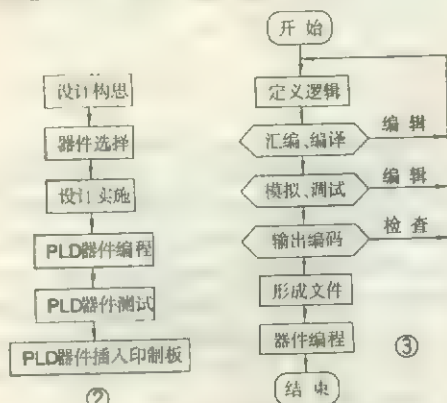 设计构思
器件选择
设计实施
PLD器件编程
PLD器件测试
PLD器件插入印制板
②
开始
定义逻辑
汇编、编译
编辑
模拟、调试
编辑
输出编码
检查
形成文件
器件编程
结束
③